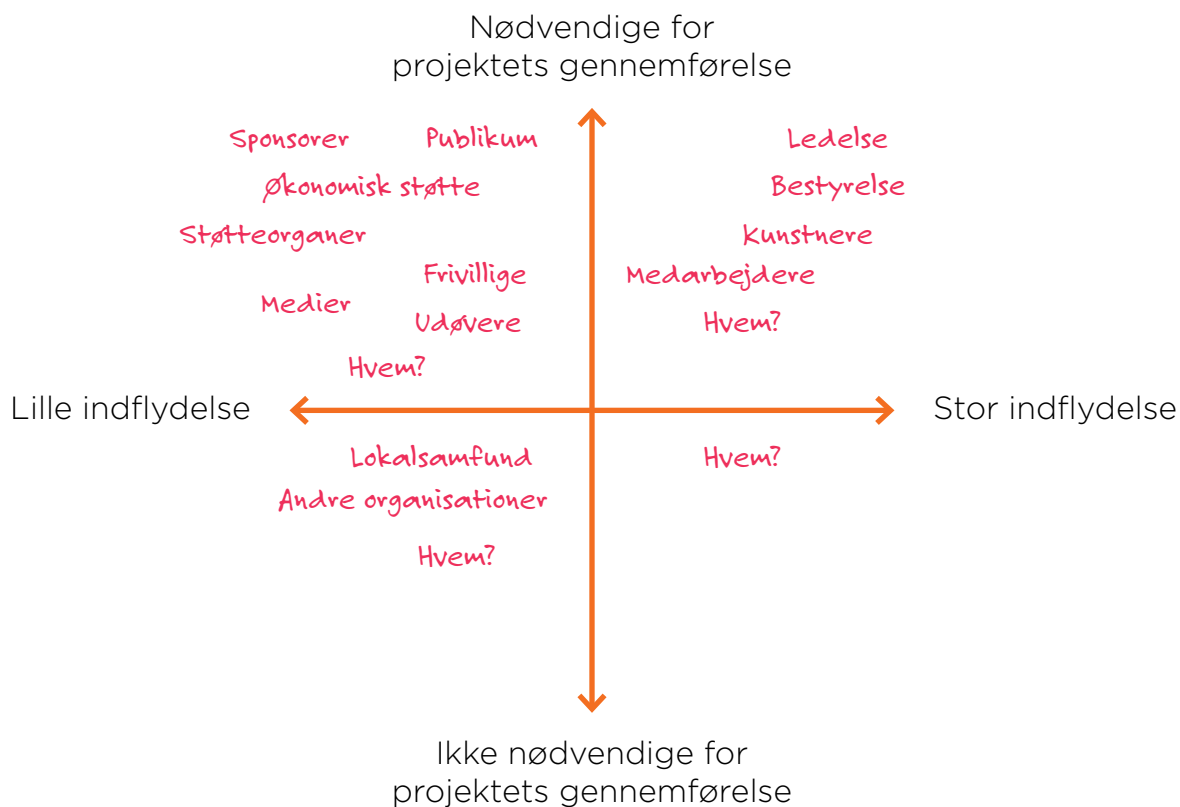 Nødvendige for
projektets gennemførelse
Sponsorer Publikum Ledelse
Økonomisk støtte Bestyrelse
Støtteorganer Kunstnere
Frivillige Medarbejdere
Medier
Udøvere Hvem?
Hvem?
Lille indflydelse Stor indflydelse
Lokalsamfund Hvem?
Andre organisationer
Hvem?
Ikke nødvendige for
projektets gennemførelse